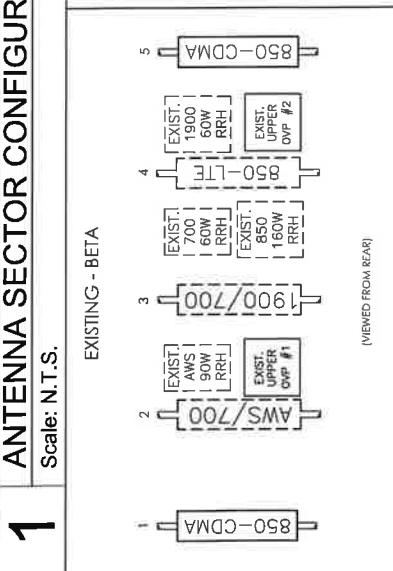 1
ANTENNA SECTOR CONFIGUR
Scale: N.T.S.
EXISTING - BETA
1
850-CDMA
2
AWS/700
EXIST.
AWS
90W
RRH
EXIST.
UPPER
OVP #1
3
1900/700
EXIST.
700
60W
RRH
EXIST.
850
160W
RRH
4
850-LTE
EXIST.
1900
60W
RRH
EXIST.
UPPER
OVP #2
5
850-CDMA
(VIEWED FROM REAR)